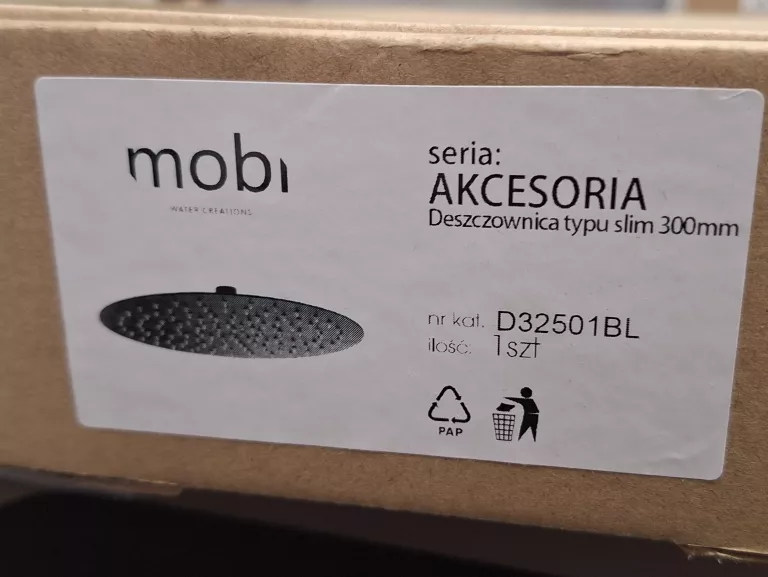 mobi
WATER CREATIONS
seria:
AKCESORIA
Deszczownica typu slim 300mm
nr kat. D32501BL
ilość: 1szt
PAP